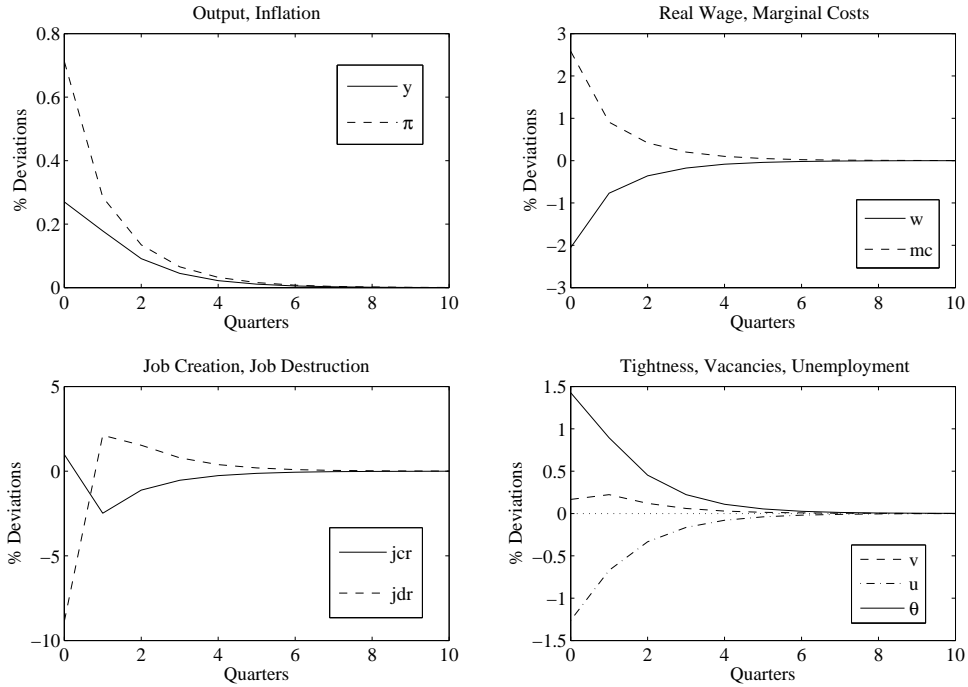 Output, Inflation
0.8
0.6
0.4
0.2
0
% Deviations
y
π
0 2 4 6 8 10
Quarters
Real Wage, Marginal Costs
3
2
1
0
−1
−2
−3
% Deviations
w
mc
0 2 4 6 8 10
Quarters
Job Creation, Job Destruction
5
0
−5
−10
% Deviations
jcr
jdr
0 2 4 6 8 10
Quarters
Tightness, Vacancies, Unemployment
1.5
1
0.5
0
−0.5
−1
−1.5
% Deviations
v
u
θ
0 2 4 6 8 10
Quarters